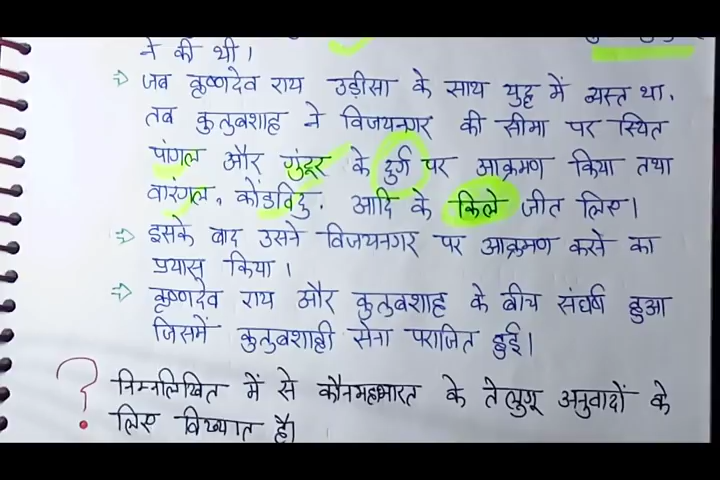 ने की थी।
⇒ जब कृष्णदेव राय उड़ीसा के साथ युद्ध में व्यस्त था,
तब कुतुबशाह ने विजयनगर की सीमा पर स्थित
पांगल और गुंटूर के दुर्ग पर आक्रमण किया तथा
वारंगल, कोंडविदु, आदि के किले जीत लिए।
⇒ इसके बाद उसने विजयनगर पर आक्रमण करने का
प्रयास किया।
⇒ कृष्णदेव राय और कुतुबशाह के बीच संघर्ष हुआ
जिसमें कुतुबशाही सेना पराजित हुई।
? निम्नलिखित में से कौन महाभारत के तेलुगू अनुवादों के
लिए विख्यात है।